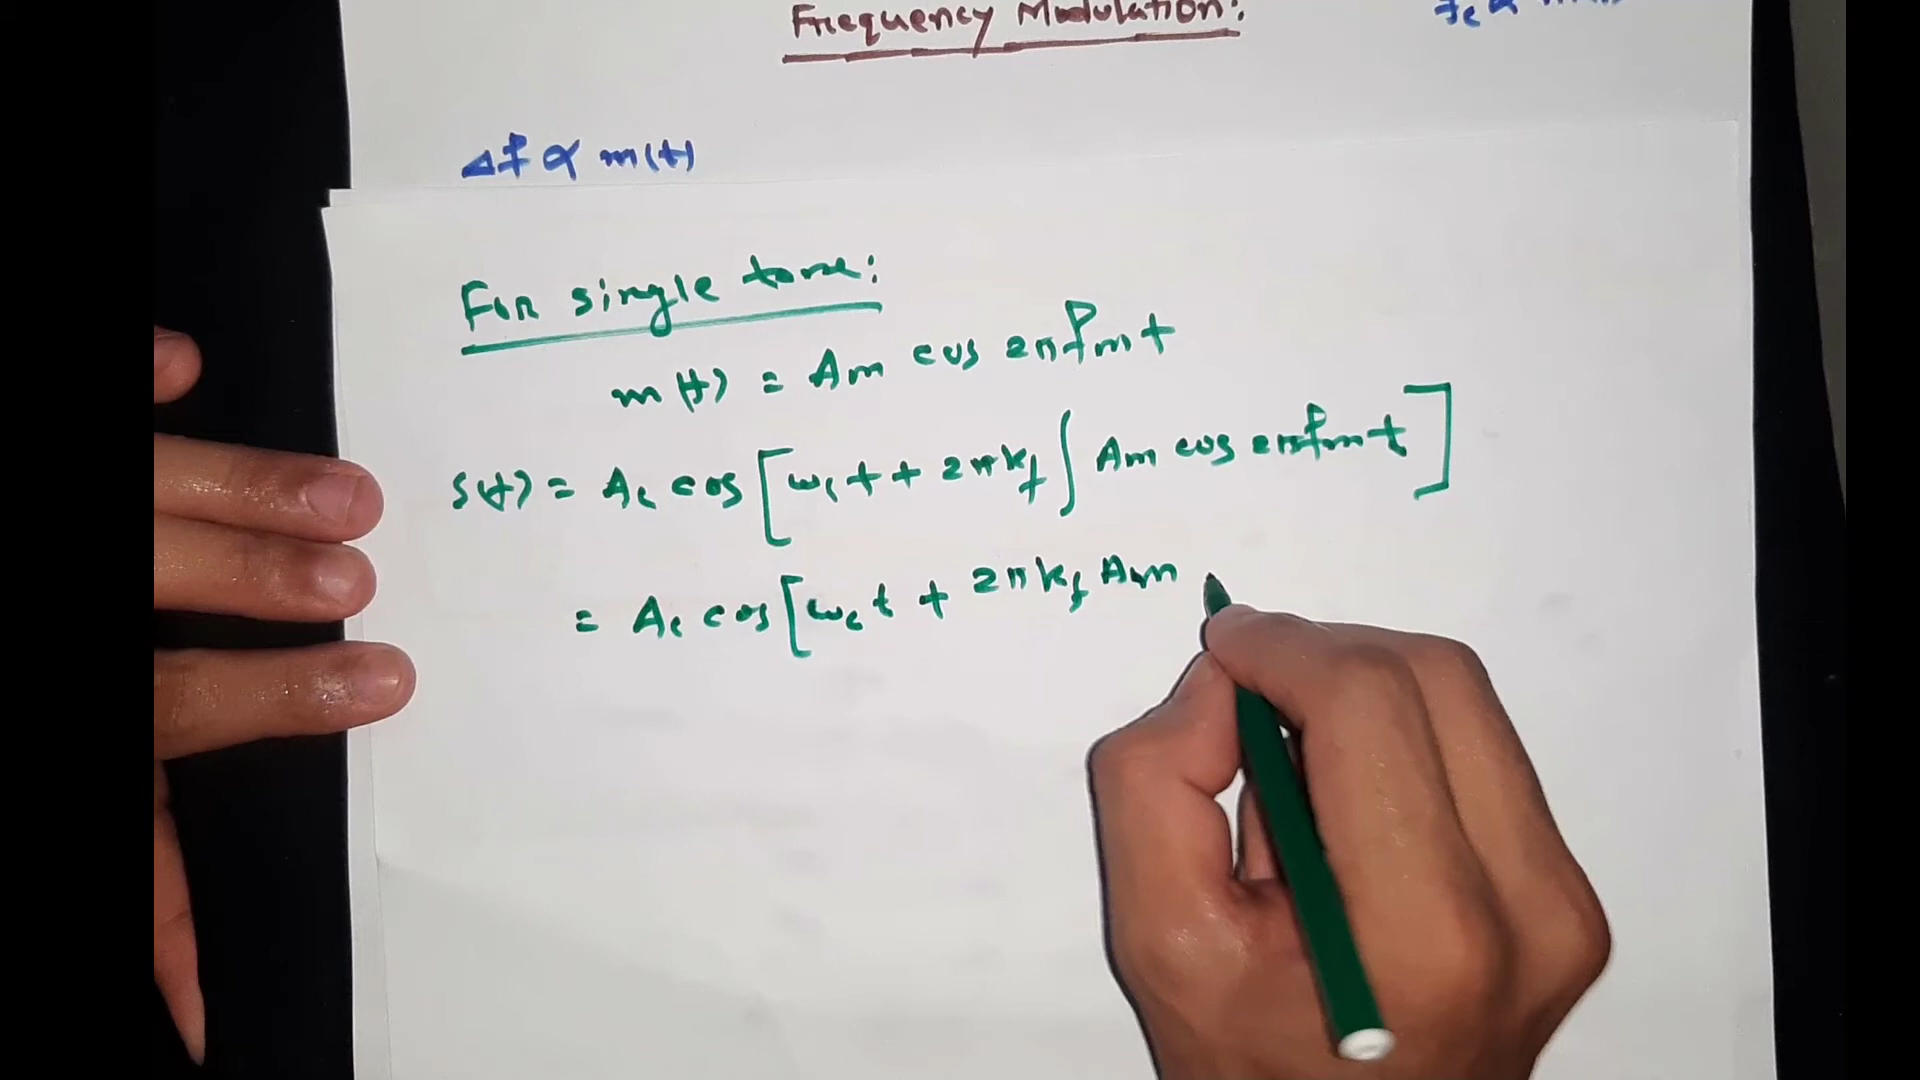 Frequency Modulation:
Δf ∝ m(t)
For single tone:
m(t) = Am cos 2πfmt
s(t) = Ac cos [ωct + 2πkf ∫ Am cos 2πfmt]
= Ac cos [ωct + 2πkf Am